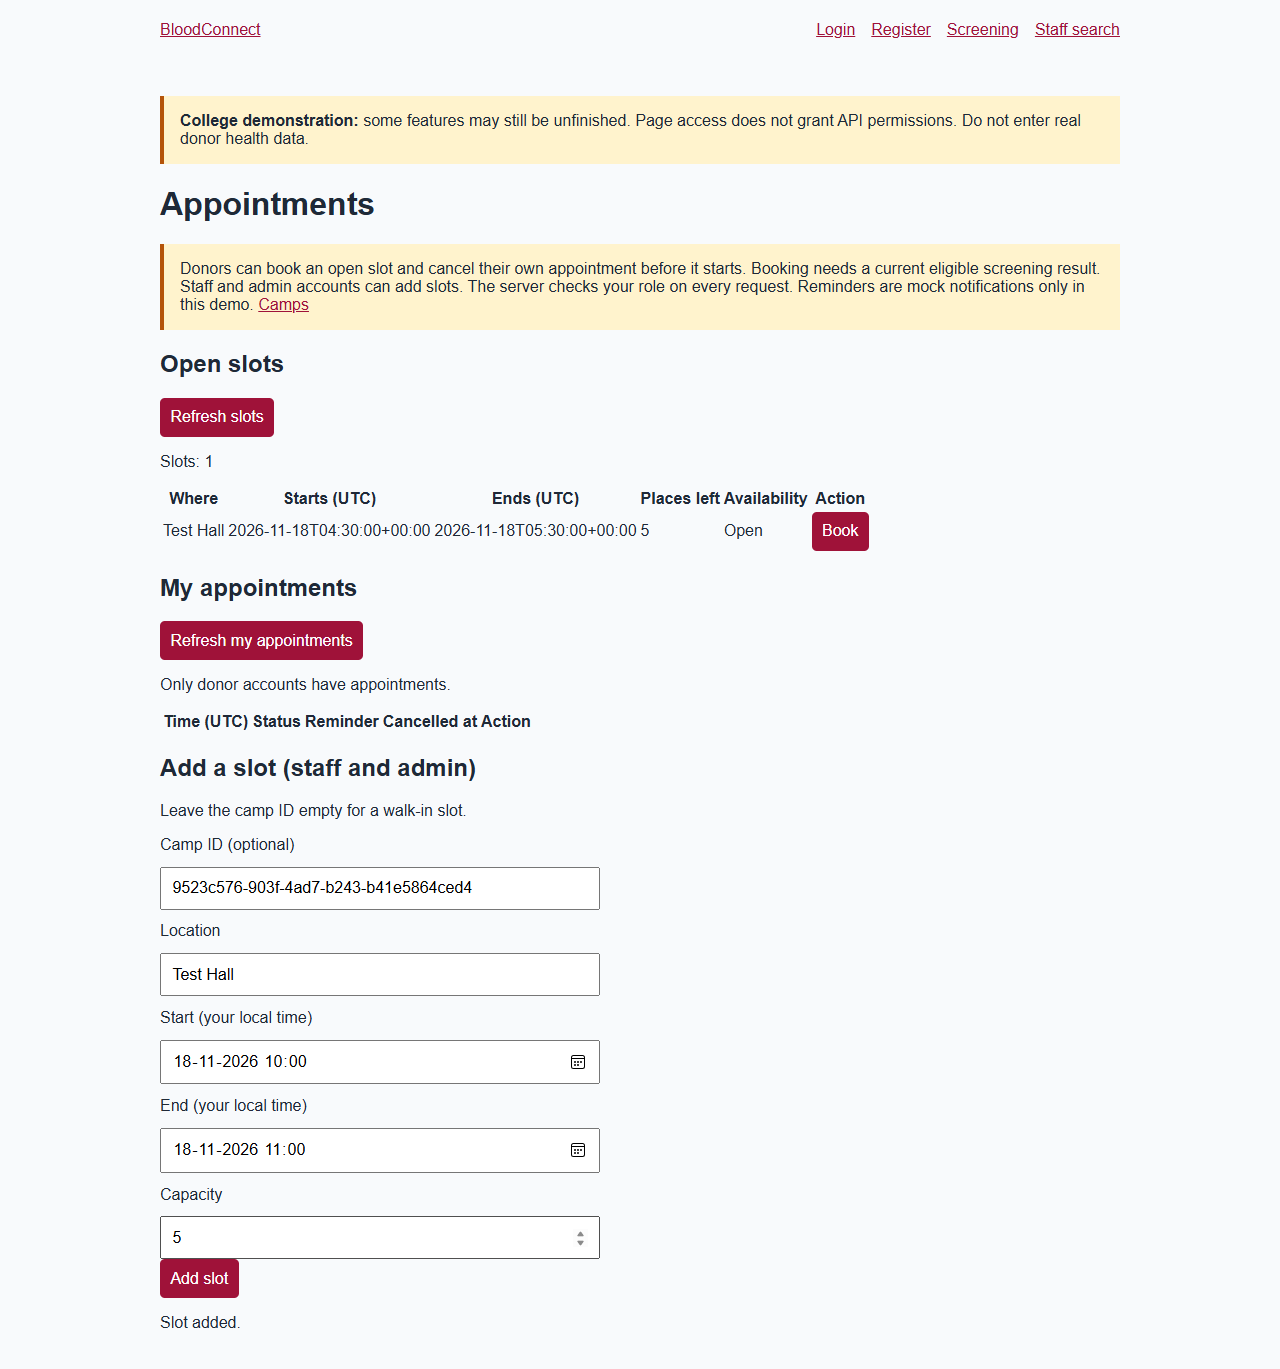 BloodConnect Login Register Screening Staff search
College demonstration: some features may still be unfinished. Page access does not grant API permissions. Do not enter real
donor health data.
Appointments
Donors can book an open slot and cancel their own appointment before it starts. Booking needs a current eligible screening result.
Staff and admin accounts can add slots. The server checks your role on every request. Reminders are mock notifications only in
this demo. Camps
Open slots
Refresh slots
Slots: 1
Where Starts (UTC) Ends (UTC) Places left Availability Action
Test Hall 2026-11-18T04:30:00+00:00 2026-11-18T05:30:00+00:00 5 Open Book
My appointments
Refresh my appointments
Only donor accounts have appointments.
Time (UTC) Status Reminder Cancelled at Action
Add a slot (staff and admin)
Leave the camp ID empty for a walk-in slot.
Camp ID (optional)
9523c576-903f-4ad7-b243-b41e5864ced4
Location
Test Hall
Start (your local time)
18-11-2026 10:00
End (your local time)
18-11-2026 11:00
Capacity
5
Add slot
Slot added.